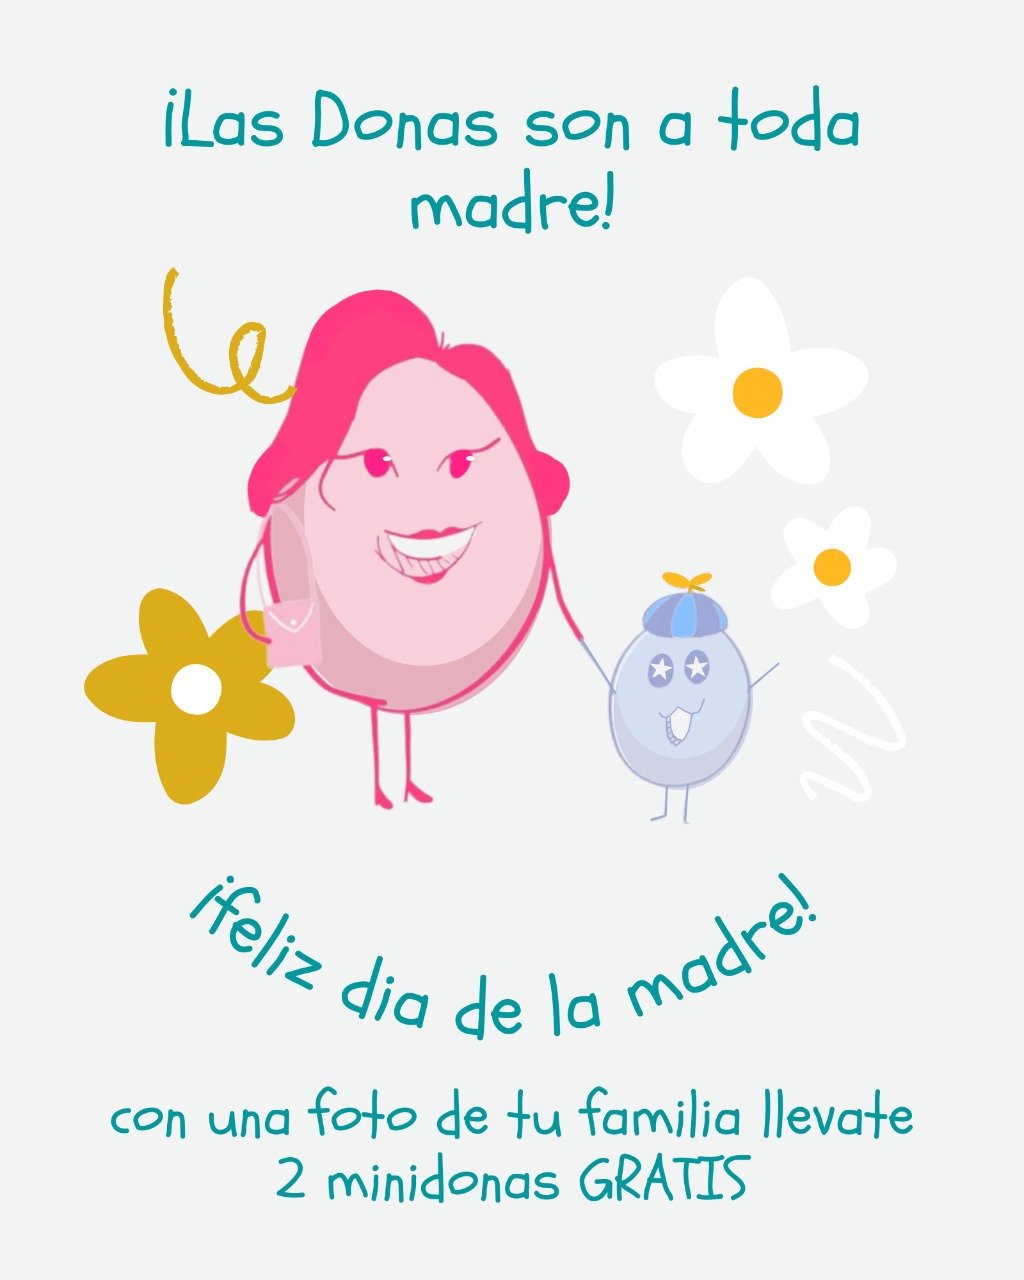 ¡Las Donas son a toda
madre!
¡feliz dia de la madre!
con una foto de tu familia llevate
2 minidonas GRATIS